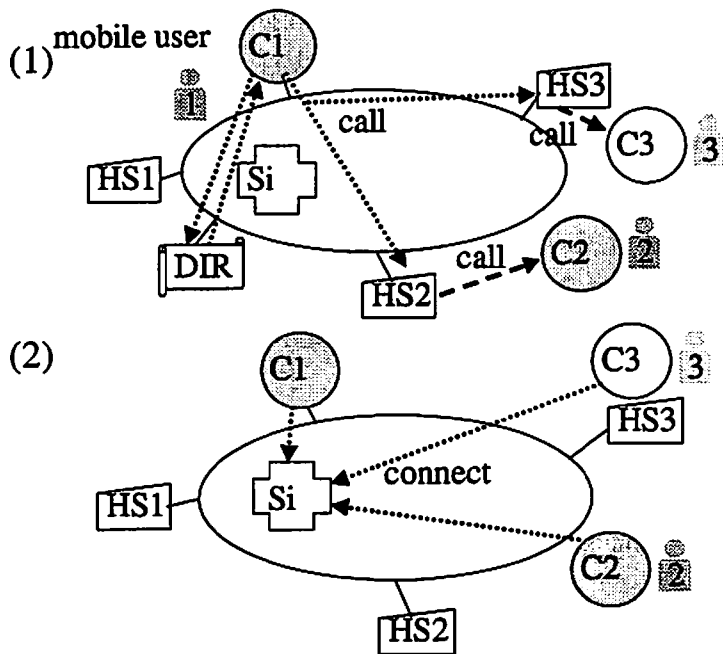 (1)
mobile user
C1
1
HS3
call
call
C3
3
HS1
Si
DIR
HS2
call
C2
2
(2)
C1
C3
3
HS3
HS1
Si
connect
C2
2
HS2